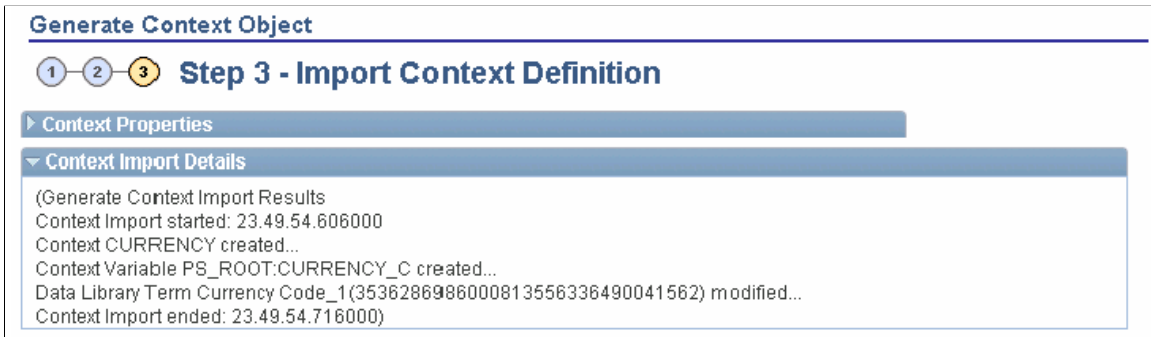 Generate Context Object
1 2 3 Step 3 - Import Context Definition
Context Properties
Context Import Details
(Generate Context Import Results
Context Import started: 23.49.54.606000
Context CURRENCY created...
Context Variable PS_ROOT:CURRENCY_C created...
Data Library Term Currency Code_1(3536286986000813556336490041562) modified...
Context Import ended: 23.49.54.716000)